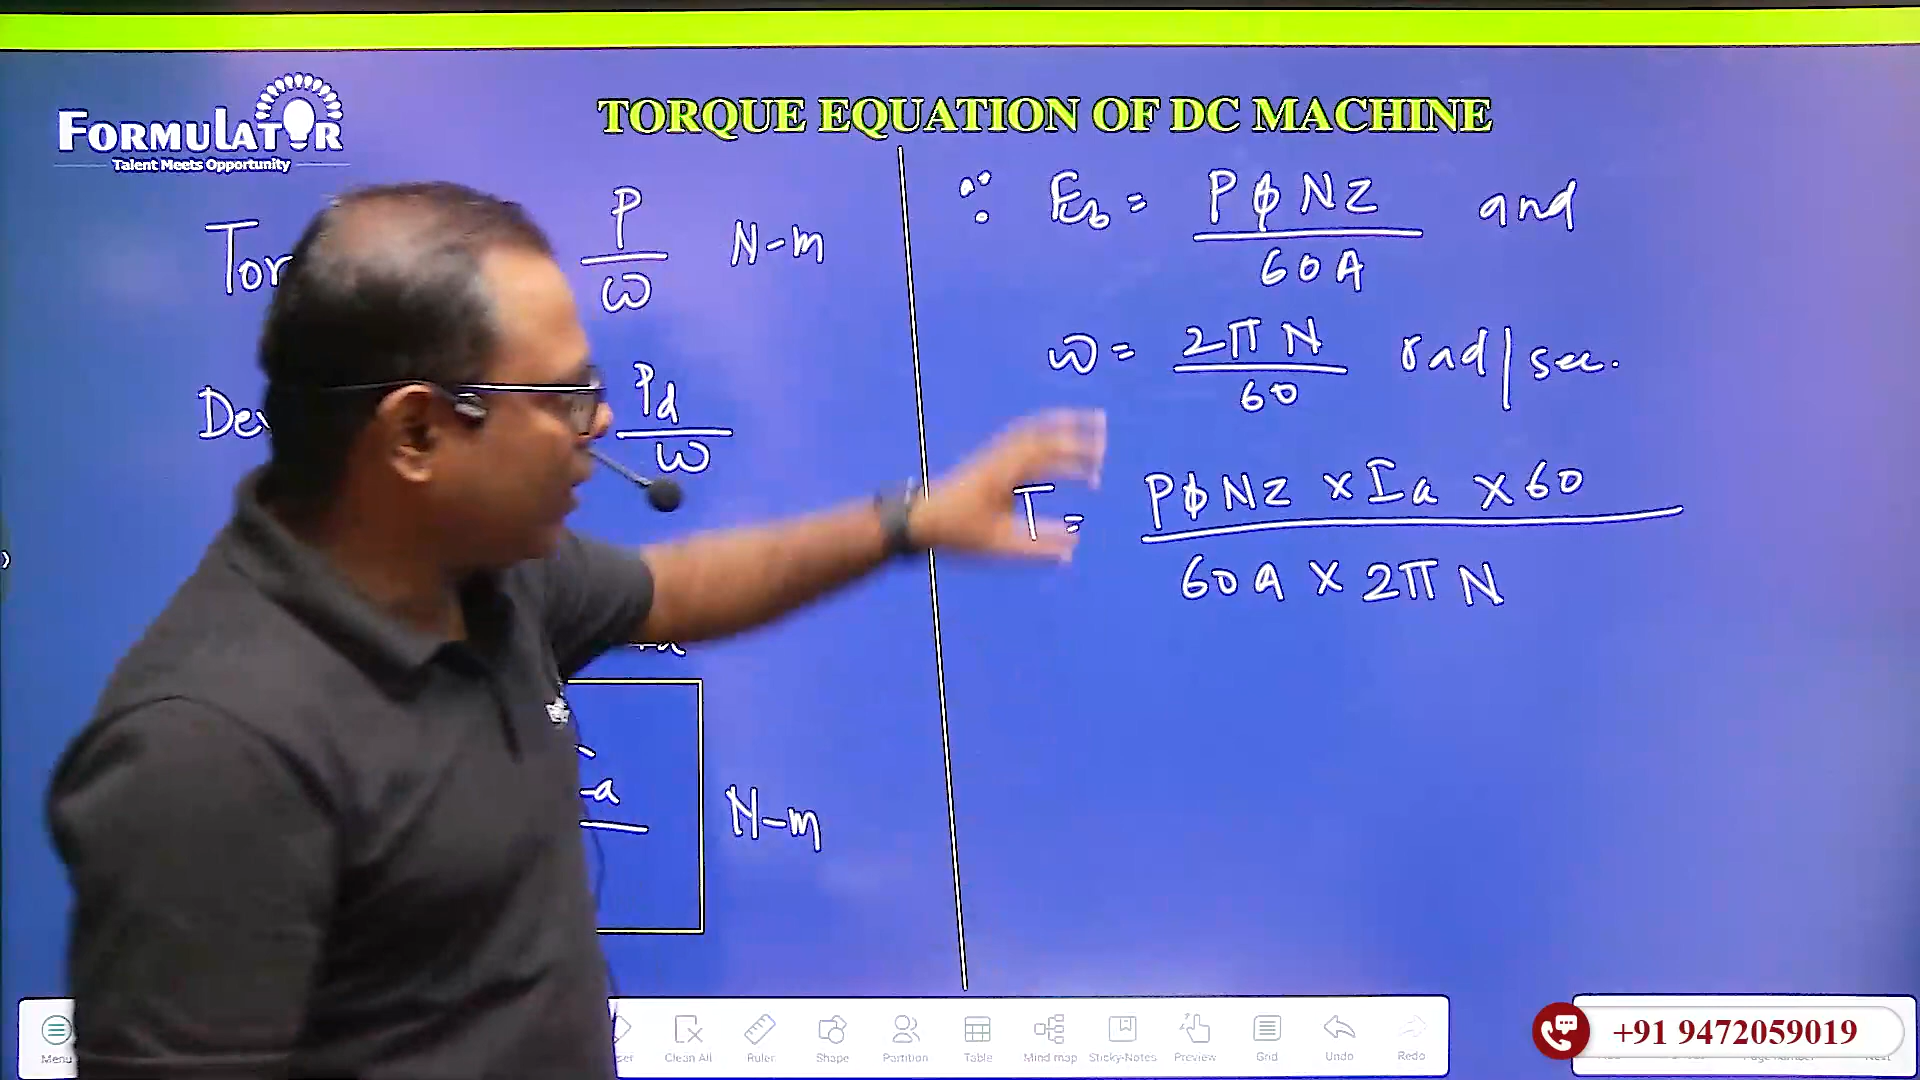 FORMULATOR
Talent Meets Opportunity
TORQUE EQUATION OF DC MACHINE
P
ω N-m
Pd
ω
-a
N-m
∵ Eb = PφNZ and
60A
ω = 2πN rad/sec.
60
T = PφNZ × Ia × 60
60A × 2πN
Menu
Clean All
Ruler
Shape
Partition
Table
Mind map
Sticky-Notes
Preview
Grid
Undo
Redo
+91 9472059019